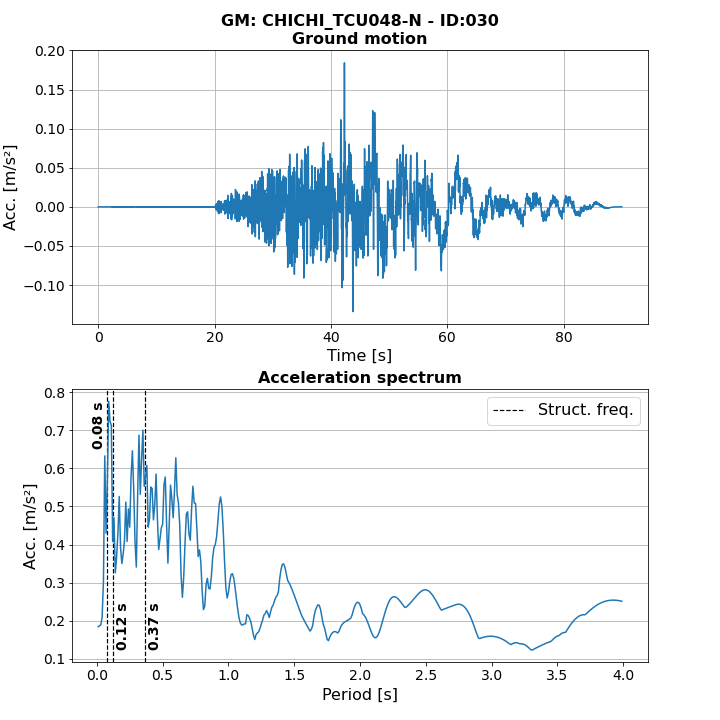 GM: CHICHI_TCU048-N - ID:030
Ground motion
0.20
0.15
0.10
0.05
0.00
−0.05
−0.10
Acc. [m/s²]
0
20
40
60
80
Time [s]
Acceleration spectrum
0.8
0.7
0.6
0.5
0.4
0.3
0.2
0.1
Acc. [m/s²]
0.08 s
0.12 s
0.37 s
Struct. freq.
0.0
0.5
1.0
1.5
2.0
2.5
3.0
3.5
4.0
Period [s]